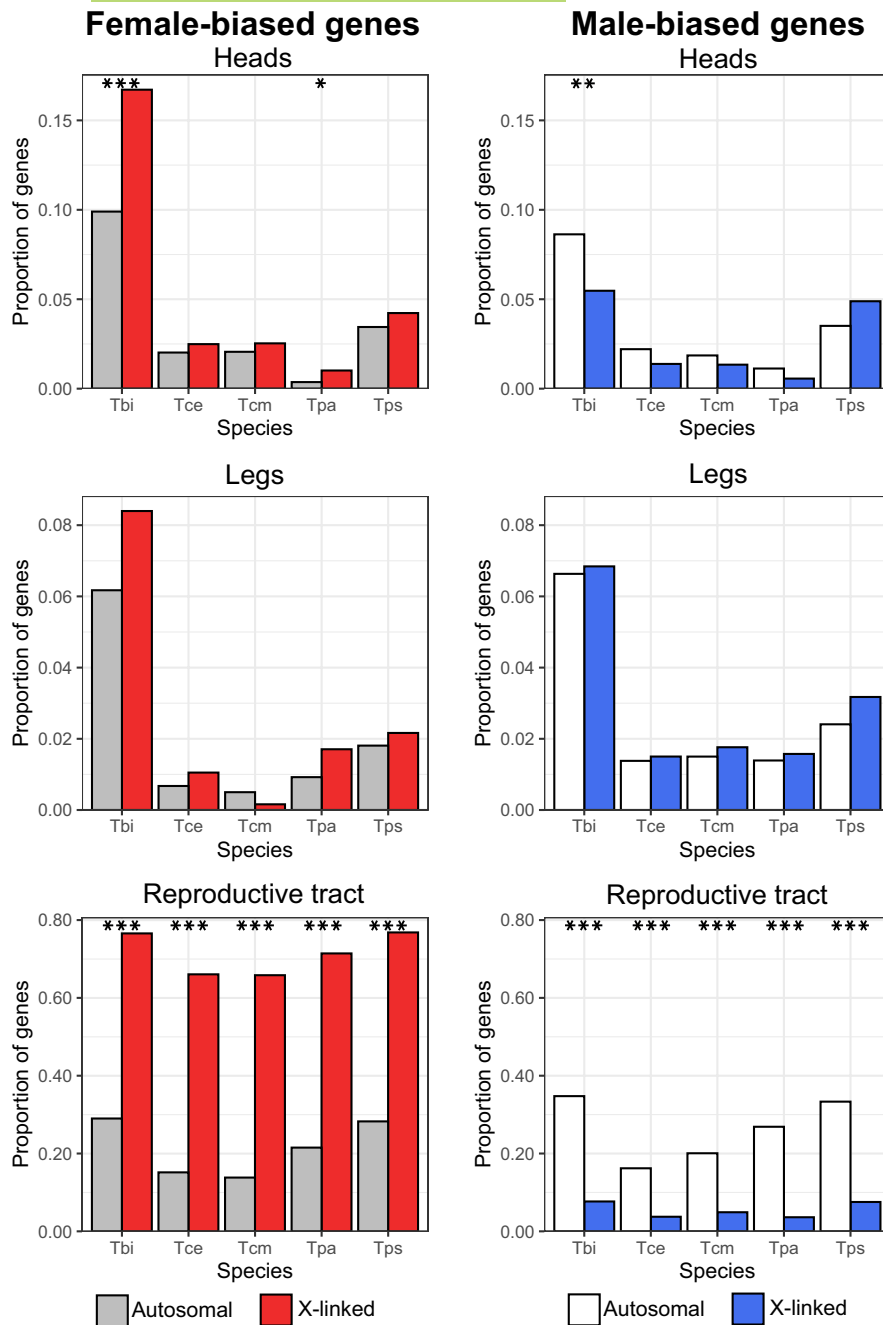 Female-biased genes
Male-biased genes
Heads
***
*
Proportion of genes
0.15
0.10
0.05
0.00
Tbi Tce Tcm Tpa Tps
Species
Heads
**
Proportion of genes
0.15
0.10
0.05
0.00
Tbi Tce Tcm Tpa Tps
Species
Legs
Proportion of genes
0.08
0.06
0.04
0.02
0.00
Tbi Tce Tcm Tpa Tps
Species
Legs
Proportion of genes
0.08
0.06
0.04
0.02
0.00
Tbi Tce Tcm Tpa Tps
Species
Reproductive tract
*** *** *** *** ***
Proportion of genes
0.80
0.60
0.40
0.20
0.00
Tbi Tce Tcm Tpa Tps
Species
Autosomal X-linked
Reproductive tract
*** *** *** *** ***
Proportion of genes
0.80
0.60
0.40
0.20
0.00
Tbi Tce Tcm Tpa Tps
Species
Autosomal X-linked